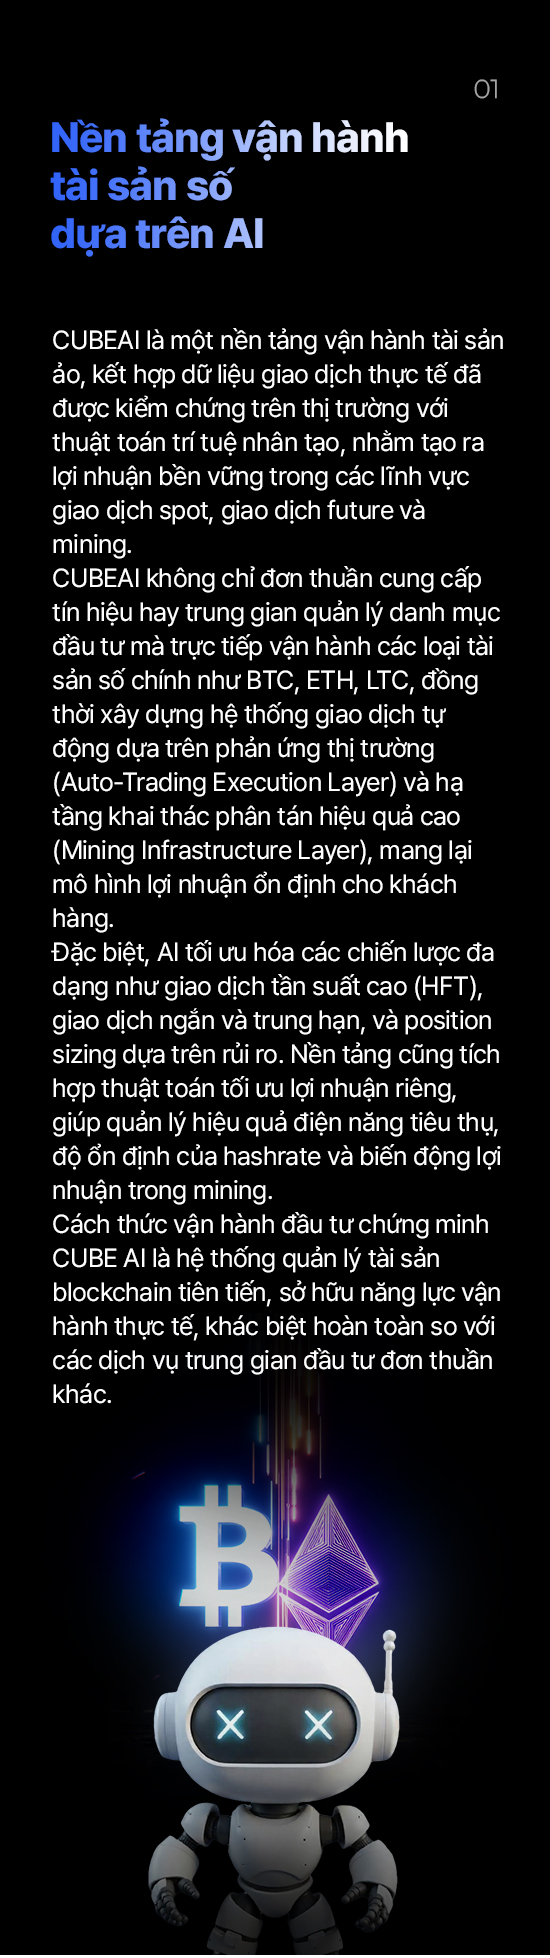 01
Nền tảng vận hành
tài sản số
dựa trên AI
CUBEAI là một nền tảng vận hành tài sản
ảo, kết hợp dữ liệu giao dịch thực tế đã
được kiểm chứng trên thị trường với
thuật toán trí tuệ nhân tạo, nhằm tạo ra
lợi nhuận bền vững trong các lĩnh vực
giao dịch spot, giao dịch future và
mining.
CUBEAI không chỉ đơn thuần cung cấp
tín hiệu hay trung gian quản lý danh mục
đầu tư mà trực tiếp vận hành các loại tài
sản số chính như BTC, ETH, LTC, đồng
thời xây dựng hệ thống giao dịch tự
động dựa trên phản ứng thị trường
(Auto-Trading Execution Layer) và hạ
tầng khai thác phân tán hiệu quả cao
(Mining Infrastructure Layer), mang lại
mô hình lợi nhuận ổn định cho khách
hàng.
Đặc biệt, AI tối ưu hóa các chiến lược đa
dạng như giao dịch tần suất cao (HFT),
giao dịch ngắn và trung hạn, và position
sizing dựa trên rủi ro. Nền tảng cũng tích
hợp thuật toán tối ưu lợi nhuận riêng,
giúp quản lý hiệu quả điện năng tiêu thụ,
độ ổn định của hashrate và biến động lợi
nhuận trong mining.
Cách thức vận hành đầu tư chứng minh
CUBE AI là hệ thống quản lý tài sản
blockchain tiên tiến, sở hữu năng lực vận
hành thực tế, khác biệt hoàn toàn so với
các dịch vụ trung gian đầu tư đơn thuần
khác.